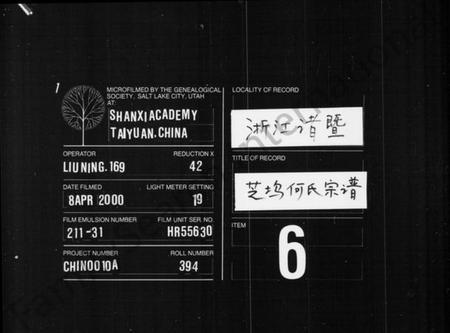 1
MICROFILMED BY THE GENEALOGICAL
SOCIETY, SALT LAKE CITY, UTAH
AT:
SHANXI ACADEMY
TAIYUAN, CHINA
OPERATOR
LIU NING. 169
REDUCTION X
42
DATE FILMED
8 APR 2000
LIGHT METER SETTING
19
FILM EMULSION NUMBER
211-31
FILM UNIT SER. NO.
HR55630
PROJECT NUMBER
CHIN0010A
ROLL NUMBER
394
LOCALITY OF RECORD
浙江诸暨
TITLE OF RECORD
芝坞何氏宗谱
ITEM
6